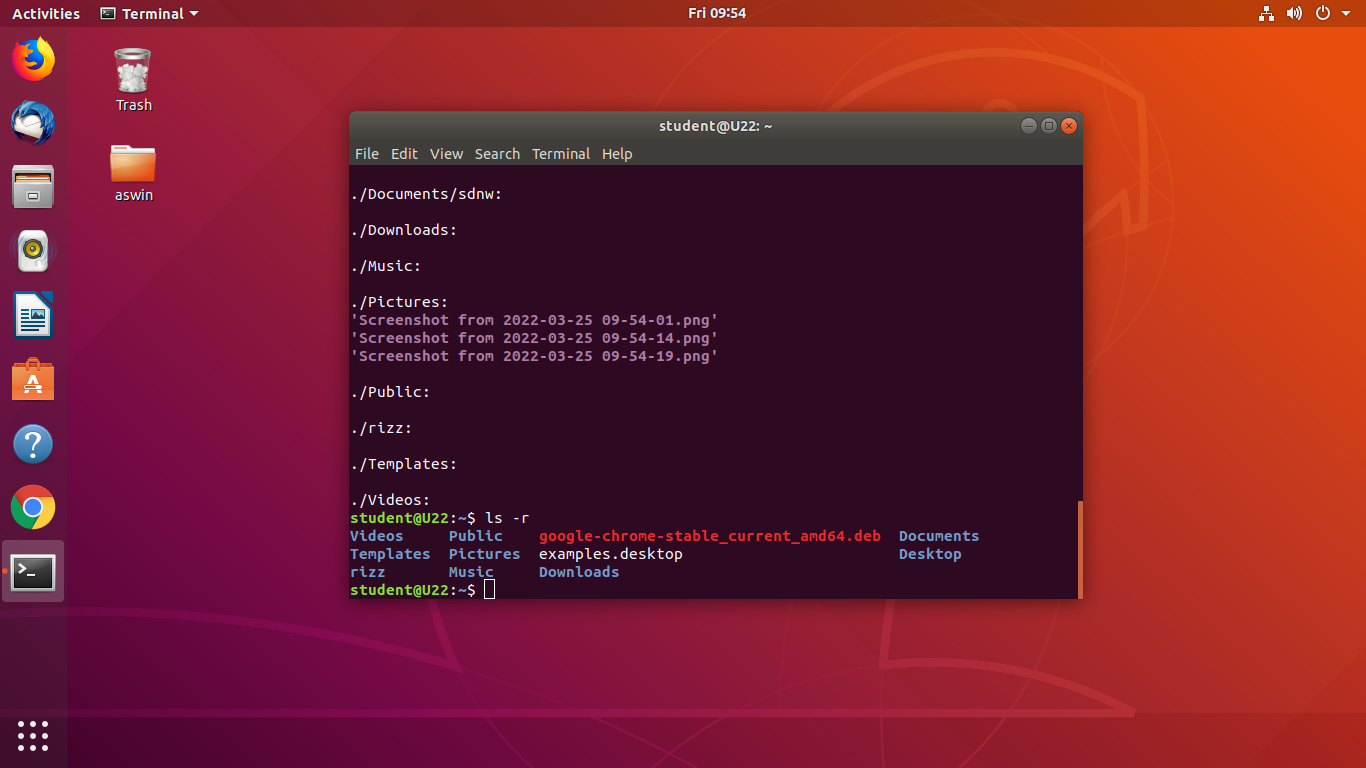 Activities Terminal Fri 09:54
Trash
aswin
student@U22: ~
File Edit View Search Terminal Help
./Documents/sdnw:
./Downloads:
./Music:
./Pictures:
'Screenshot from 2022-03-25 09-54-01.png'
'Screenshot from 2022-03-25 09-54-14.png'
'Screenshot from 2022-03-25 09-54-19.png'
./Public:
./rizz:
./Templates:
./Videos:
student@U22:~$ ls -r
Videos Public google-chrome-stable_current_amd64.deb Documents
Templates Pictures examples.desktop Desktop
rizz Music Downloads
student@U22:~$